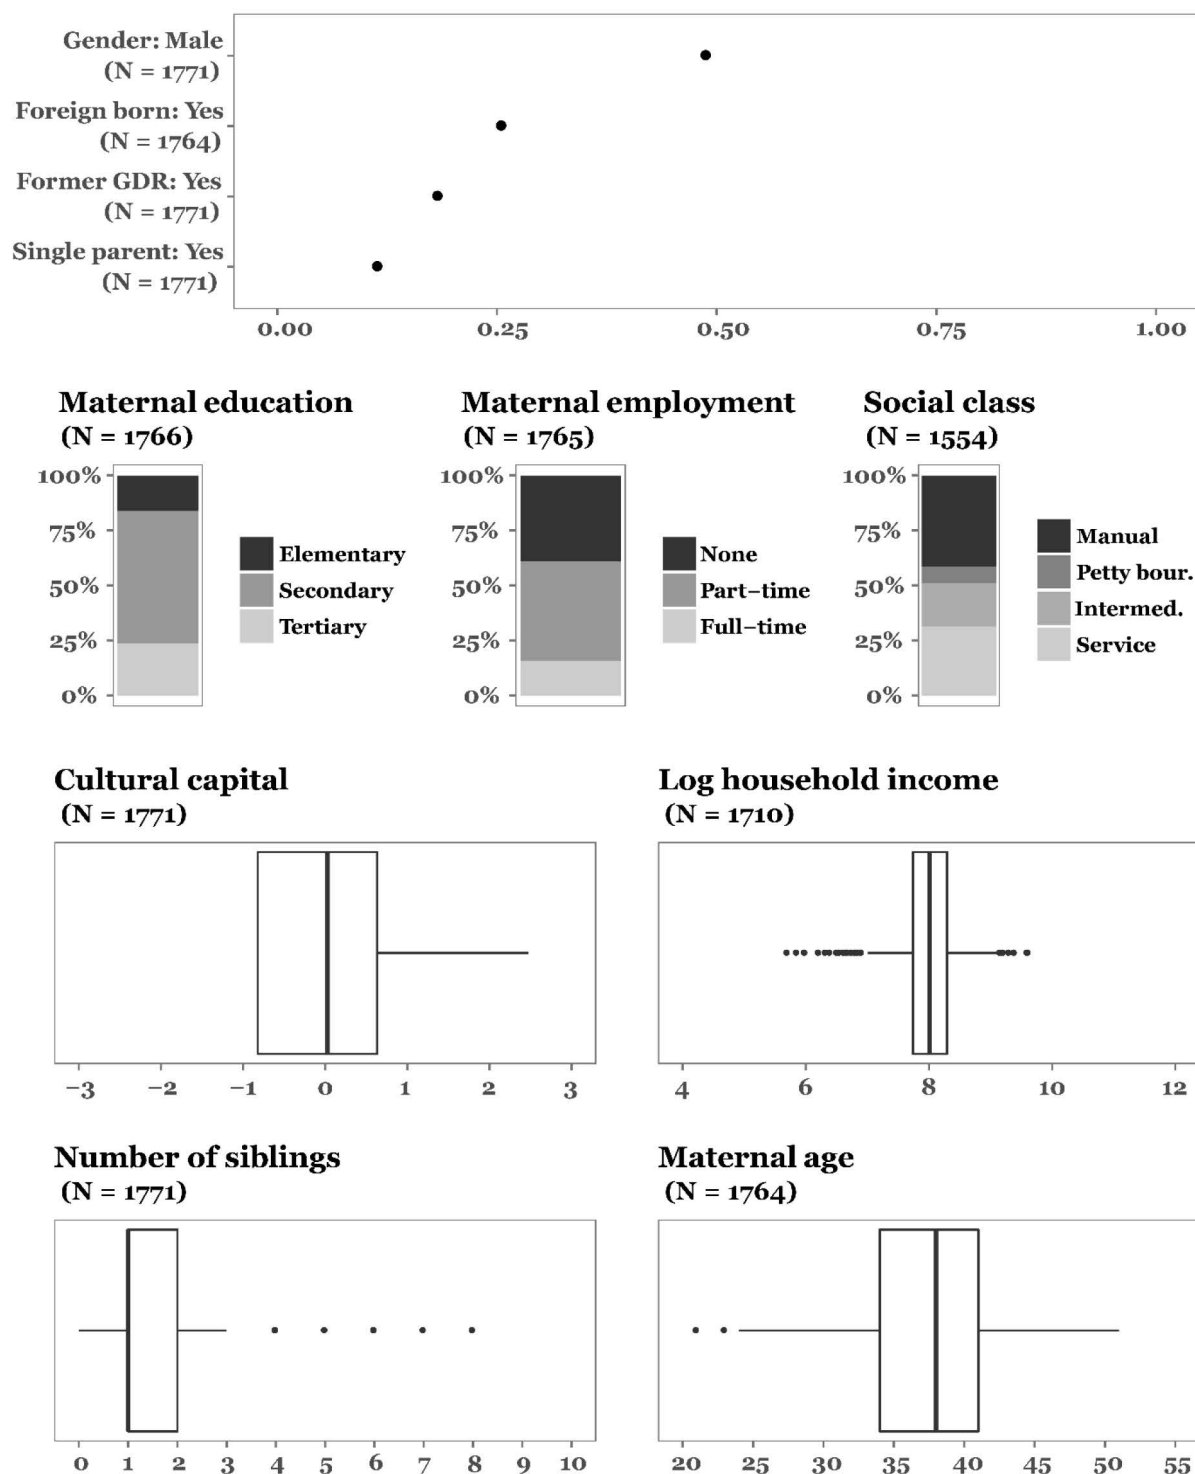 Gender: Male
(N = 1771)
Foreign born: Yes
(N = 1764)
Former GDR: Yes
(N = 1771)
Single parent: Yes
(N = 1771)
0.00 0.25 0.50 0.75 1.00
Maternal education
(N = 1766)
100%
75%
50%
25%
0%
Elementary
Secondary
Tertiary
Maternal employment
(N = 1765)
100%
75%
50%
25%
0%
None
Part–time
Full–time
Social class
(N = 1554)
100%
75%
50%
25%
0%
Manual
Petty bour.
Intermed.
Service
Cultural capital
(N = 1771)
−3 −2 −1 0 1 2 3
Log household income
(N = 1710)
4 6 8 10 12
Number of siblings
(N = 1771)
0 1 2 3 4 5 6 7 8 9 10
Maternal age
(N = 1764)
20 25 30 35 40 45 50 55